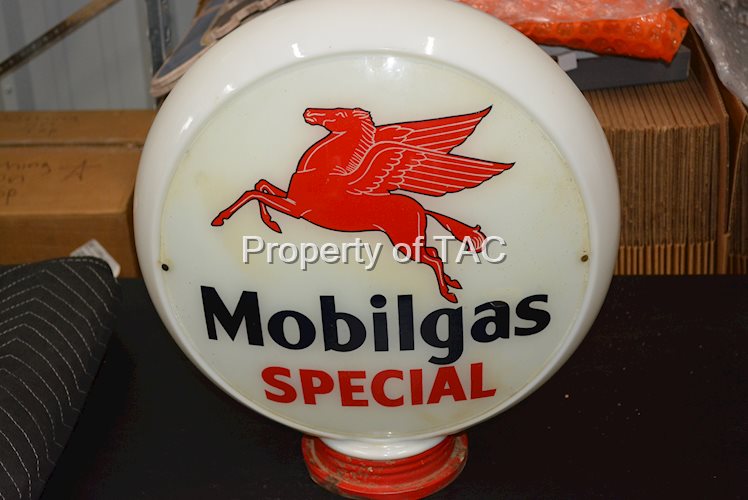 Property of TAC
Mobilgas
SPECIAL